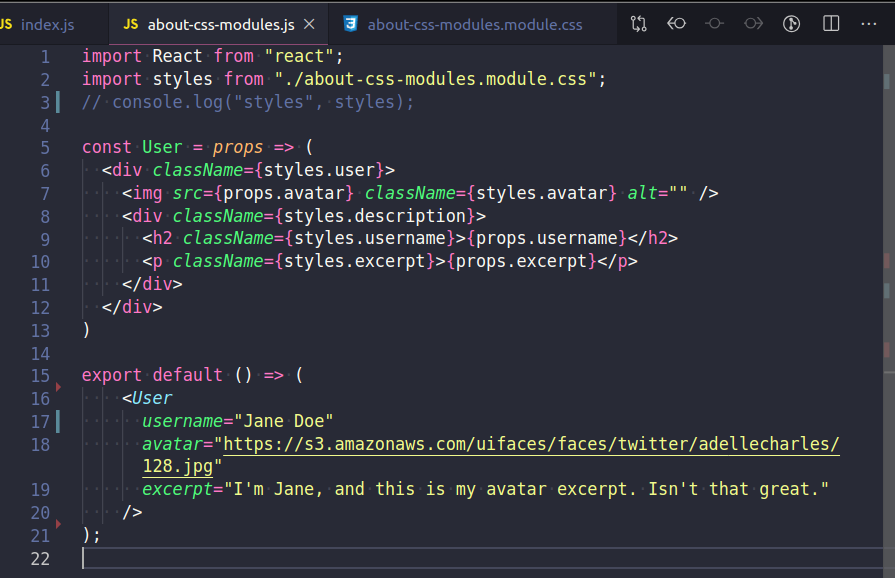 JS index.js JS about-css-modules.js × 3 about-css-modules.module.css
1 import React from "react";
2 import styles from "./about-css-modules.module.css";
3 // console.log("styles", styles);
4
5 const User = props => (
6 <div className={styles.user}>
7 <img src={props.avatar} className={styles.avatar} alt="" />
8 <div className={styles.description}>
9 <h2 className={styles.username}>{props.username}</h2>
10 <p className={styles.excerpt}>{props.excerpt}</p>
11 </div>
12 </div>
13 )
14
15 export default () => (
16 <User
17 username="Jane Doe"
18 avatar="https://s3.amazonaws.com/uifaces/faces/twitter/adellecharles/
128.jpg"
19 excerpt="I'm Jane, and this is my avatar excerpt. Isn't that great."
20 />
21 );
22